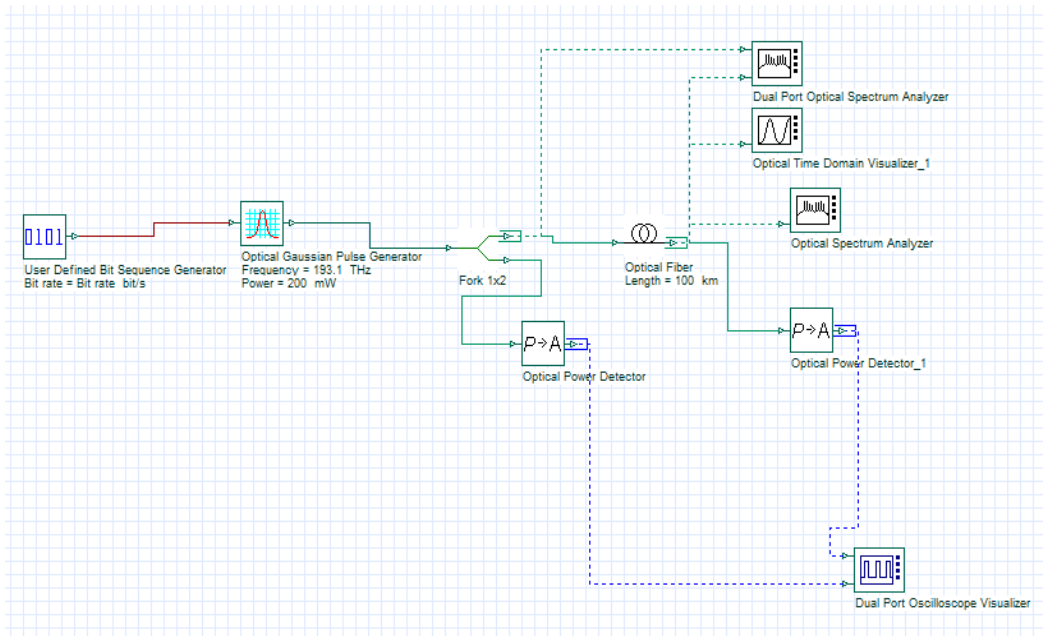 Dual Port Optical Spectrum Analyzer
Optical Time Domain Visualizer_1
0101
User Defined Bit Sequence Generator
Bit rate = Bit rate bit/s
Optical Gaussian Pulse Generator
Frequency = 193.1 THz
Power = 200 mW
Fork 1x2
Optical Fiber
Length = 100 km
Optical Spectrum Analyzer
P→A
Optical Power Detector
P→A
Optical Power Detector_1
Dual Port Oscilloscope Visualizer